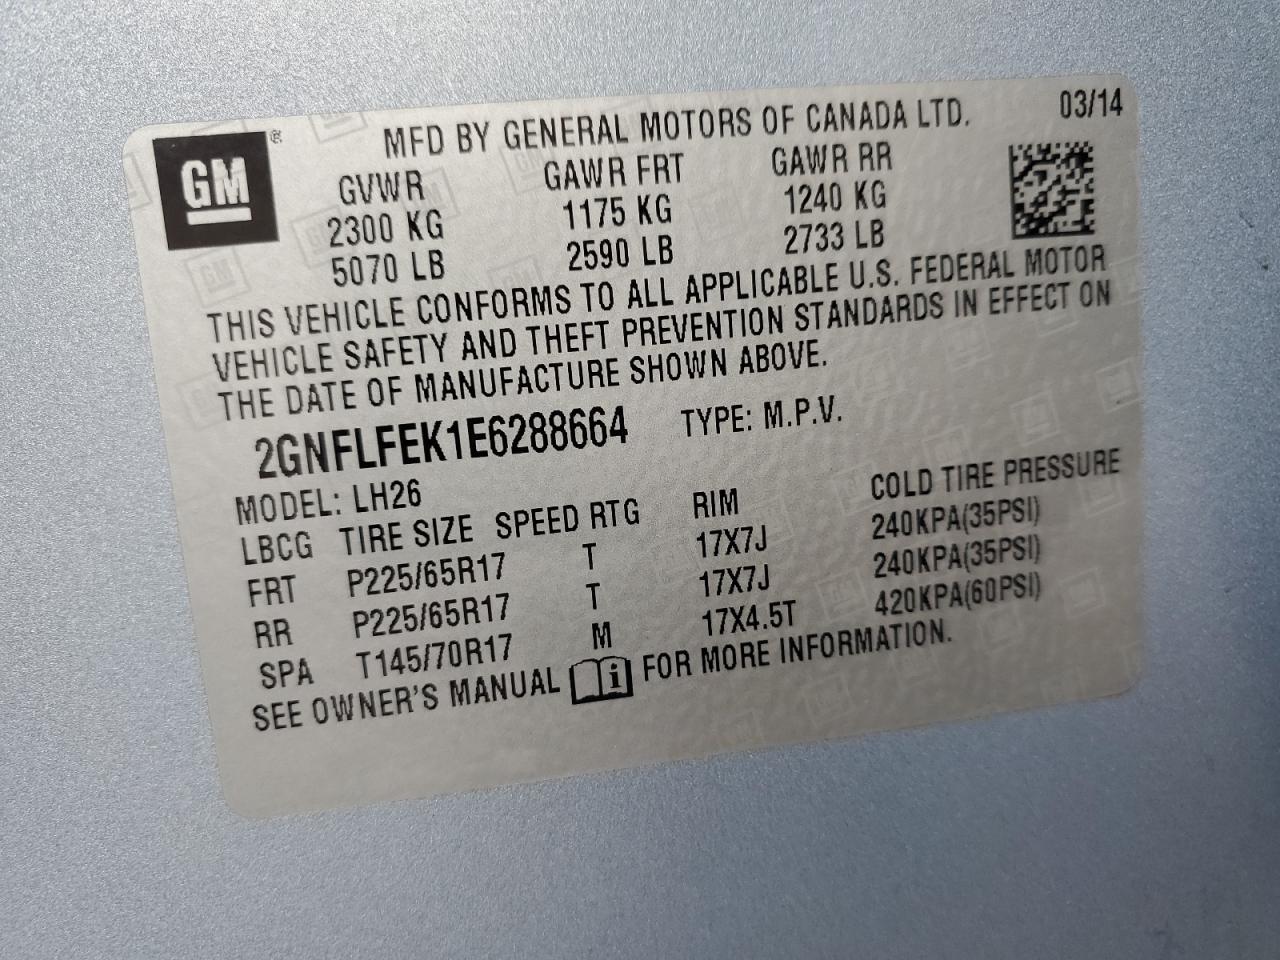 GM ®
MFD BY GENERAL MOTORS OF CANADA LTD. 03/14
GVWR GAWR FRT GAWR RR
2300 KG 1175 KG 1240 KG
5070 LB 2590 LB 2733 LB
THIS VEHICLE CONFORMS TO ALL APPLICABLE U.S. FEDERAL MOTOR
VEHICLE SAFETY AND THEFT PREVENTION STANDARDS IN EFFECT ON
THE DATE OF MANUFACTURE SHOWN ABOVE.
2GNFLFEK1E6288664 TYPE: M.P.V.
MODEL: LH26
LBCG TIRE SIZE SPEED RTG RIM COLD TIRE PRESSURE
FRT P225/65R17 T 17X7J 240KPA(35PSI)
RR P225/65R17 T 17X7J 240KPA(35PSI)
SPA T145/70R17 M 17X4.5T 420KPA(60PSI)
SEE OWNER'S MANUAL i FOR MORE INFORMATION.